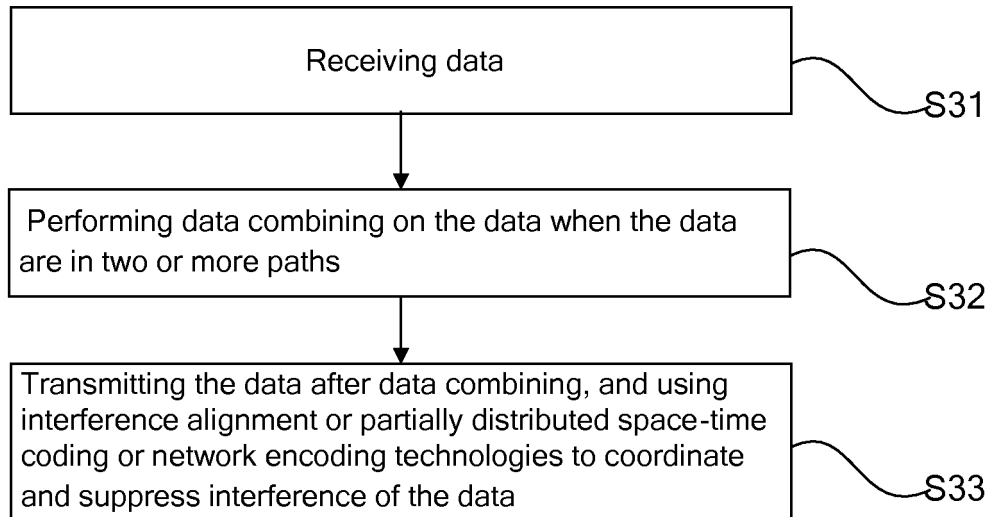 Receiving data
S31
Performing data combining on the data when the data
are in two or more paths
S32
Transmitting the data after data combining, and using
interference alignment or partially distributed space-time
coding or network encoding technologies to coordinate
and suppress interference of the data
S33